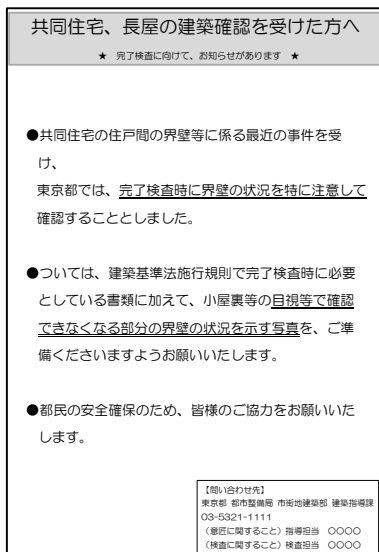 共同住宅、長屋の建築確認を受けた方へ
★ 完了検査に向けて、お知らせがあります ★
●共同住宅の住戸間の界壁等に係る最近の事件を受
け、
東京都では、完了検査時に界壁の状況を特に注意して
確認することとしました。
●ついては、建築基準法施行規則で完了検査時に必要
としている書類に加えて、小屋裏等の目視等で確認
できなくなる部分の界壁の状況を示す写真を、ご準
備くださいますようお願いいたします。
●都民の安全確保のため、皆様のご協力をお願いいた
します。
【問い合わせ先】
東京都 都市整備局 市街地建築部 建築指導課
03-5321-1111
（意匠に関すること）指導担当 〇〇〇〇
（検査に関すること）検査担当 〇〇〇〇